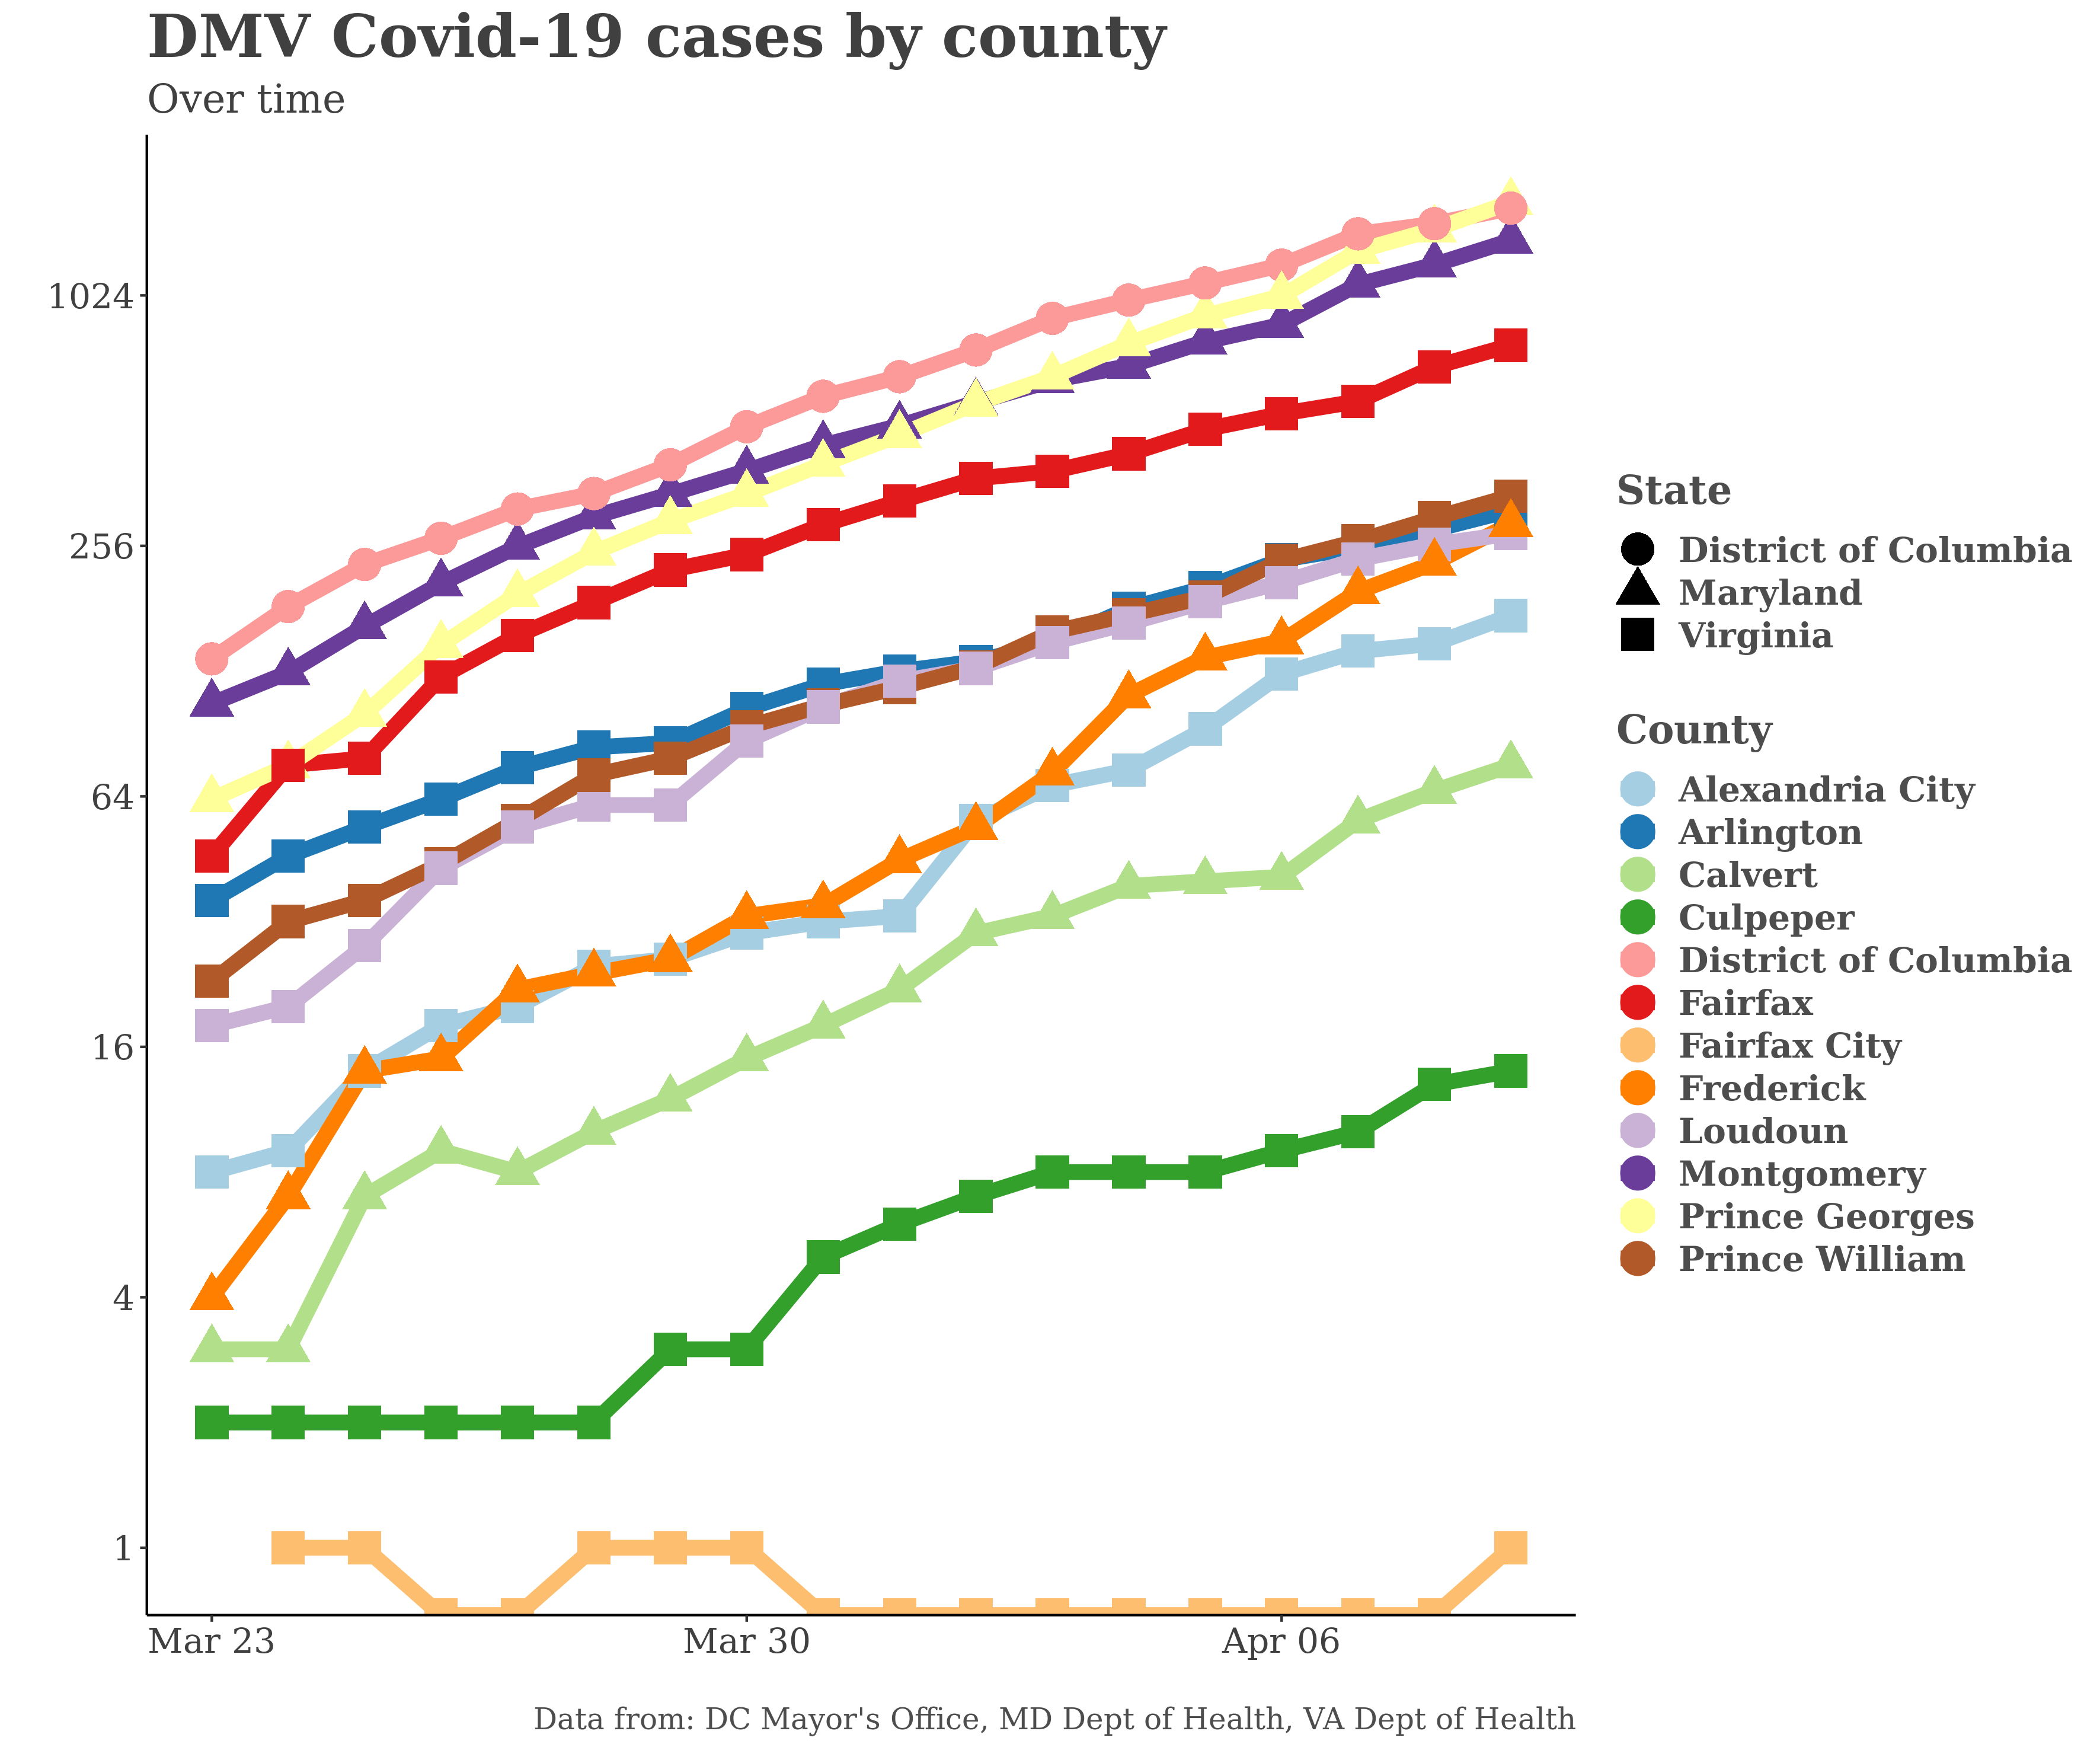 DMV Covid-19 cases by county
Over time
1024
256
64
16
4
1
Mar 23
Mar 30
Apr 06
State
District of Columbia
Maryland
Virginia
County
Alexandria City
Arlington
Calvert
Culpeper
District of Columbia
Fairfax
Fairfax City
Frederick
Loudoun
Montgomery
Prince Georges
Prince William
Data from: DC Mayor's Office, MD Dept of Health, VA Dept of Health